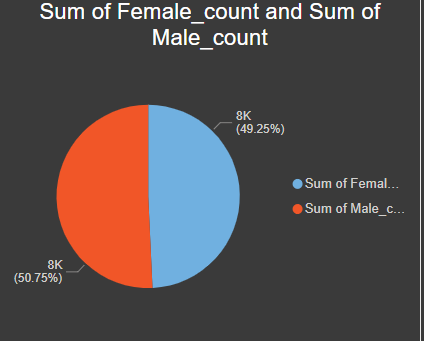 Sum of Female_count and Sum of
Male_count
8K
(49.25%)
Sum of Femal...
Sum of Male_c...
8K
(50.75%)